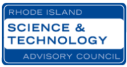 RHODE ISLAND
SCIENCE &
TECHNOLOGY
ADVISORY COUNCIL